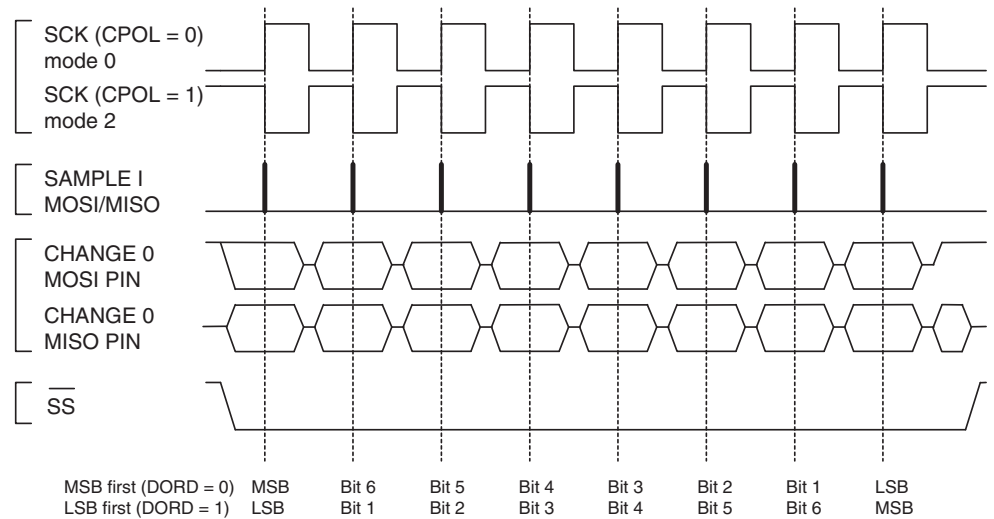 SCK (CPOL = 0)
mode 0
SCK (CPOL = 1)
mode 2
SAMPLE I
MOSI/MISO
CHANGE 0
MOSI PIN
CHANGE 0
MISO PIN
SS
MSB first (DORD = 0) MSB Bit 6 Bit 5 Bit 4 Bit 3 Bit 2 Bit 1 LSB
LSB first (DORD = 1) LSB Bit 1 Bit 2 Bit 3 Bit 4 Bit 5 Bit 6 MSB